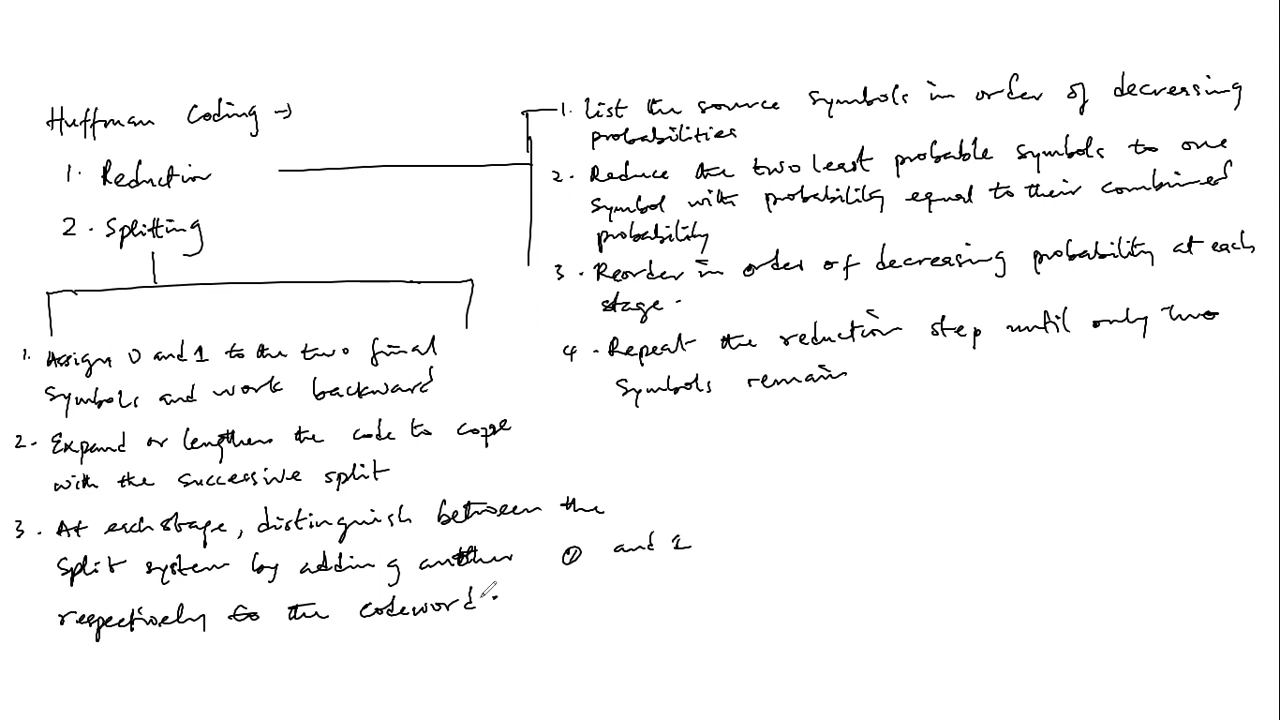 Huffman Coding →
1. Reduction
2. Splitting
1. List the source symbols in order of decreasing
probabilities
2. Reduce the two least probable symbols to one
symbol with probability equal to their combined
probability
3. Reorder in order of decreasing probability at each
stage.
4. Repeat the reduction step until only two
symbols remain
1. Assign 0 and 1 to the two final
symbols and work backward
2. Expand or lengthen the code to cope
with the successive split
3. At each stage, distinguish between the
split system by adding another 0 and 1
respectively to the codeword.